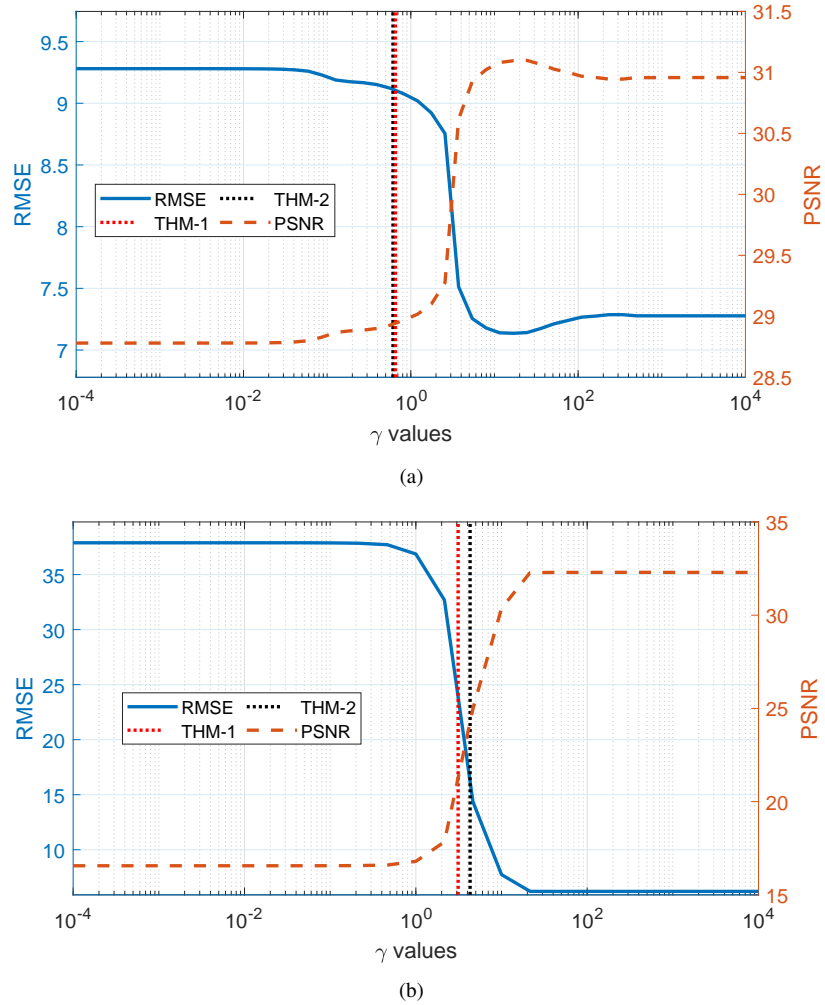 9.5
9
8.5
8
7.5
7
RMSE
31.5
31
30.5
30
29.5
29
28.5
PSNR
RMSE THM-2
THM-1 PSNR
10^-4 10^-2 10^0 10^2 10^4
γ values
(a)
35
30
25
20
15
10
RMSE
35
30
25
20
15
PSNR
RMSE THM-2
THM-1 PSNR
10^-4 10^-2 10^0 10^2 10^4
γ values
(b)